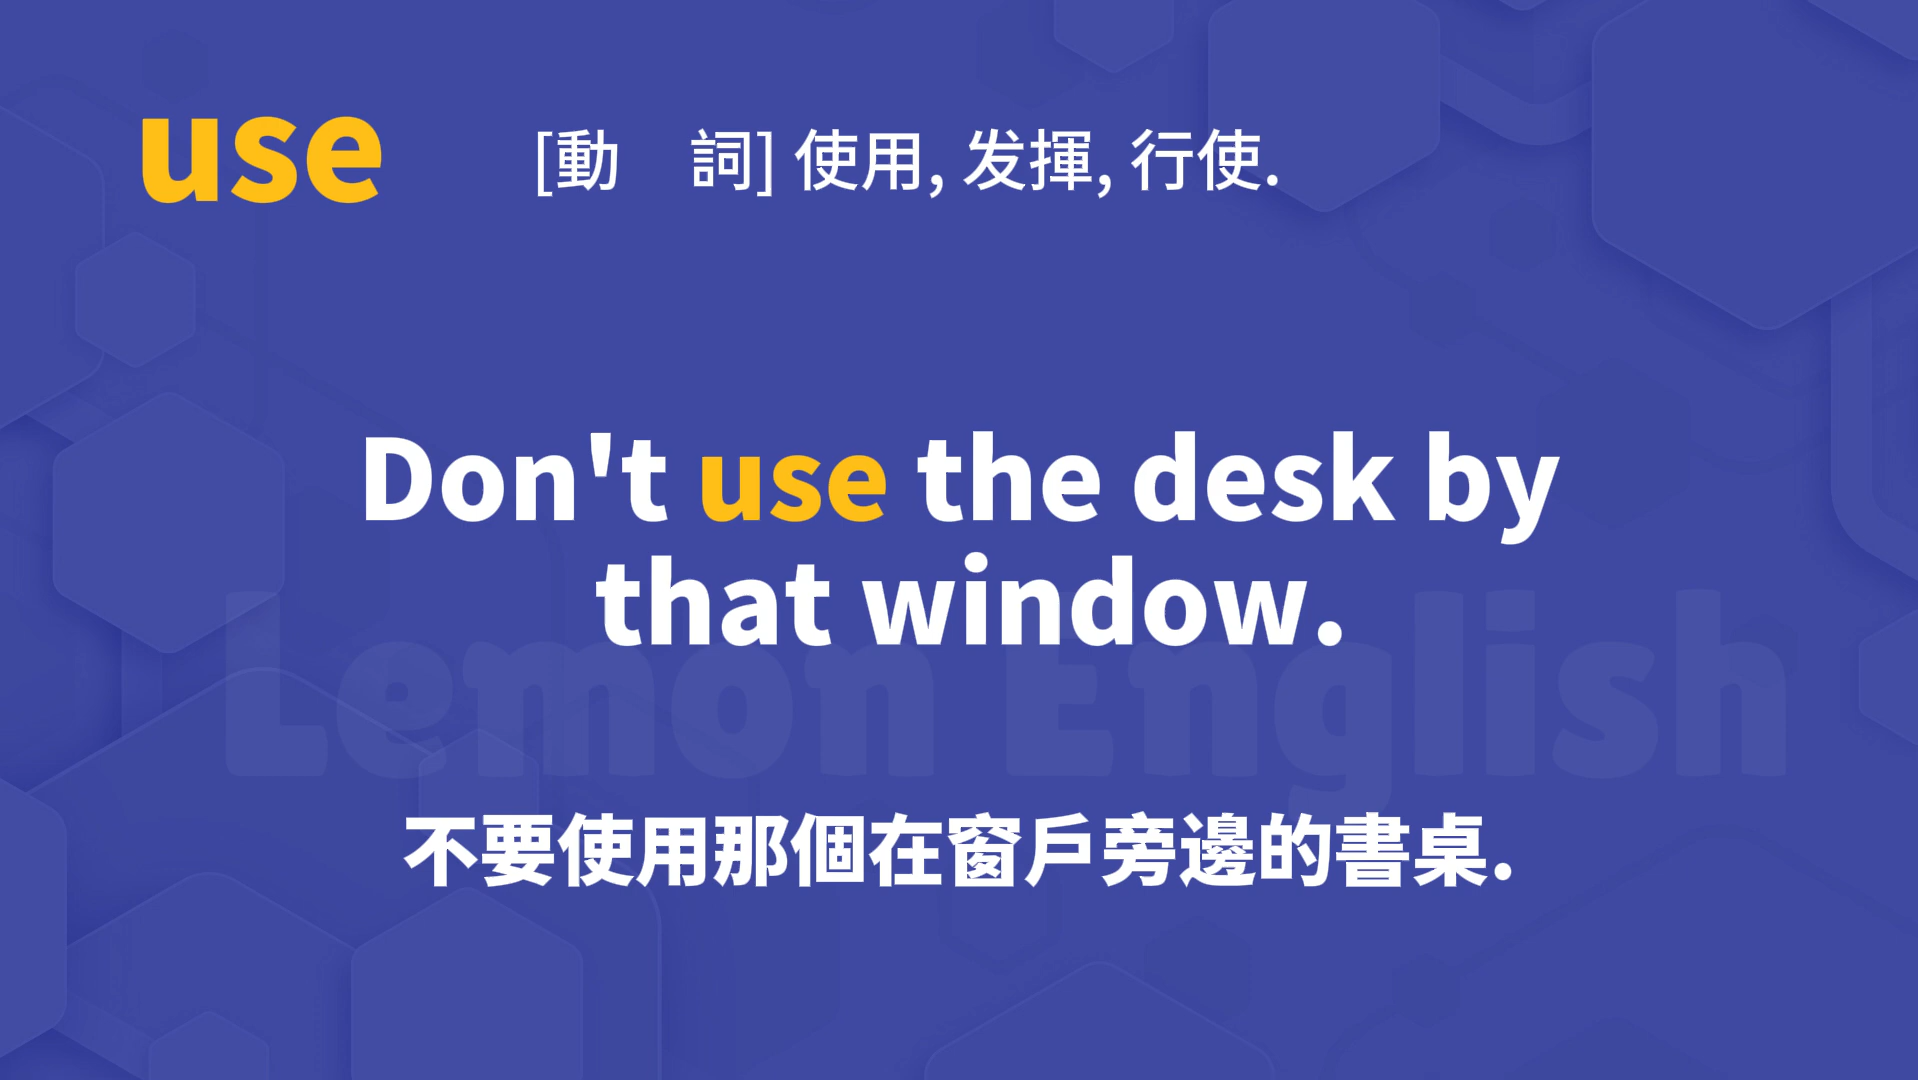 use
[動 詞] 使用, 发揮, 行使.
Don't use the desk by
that window.
Lemon English
不要使用那個在窗戶旁邊的書桌.